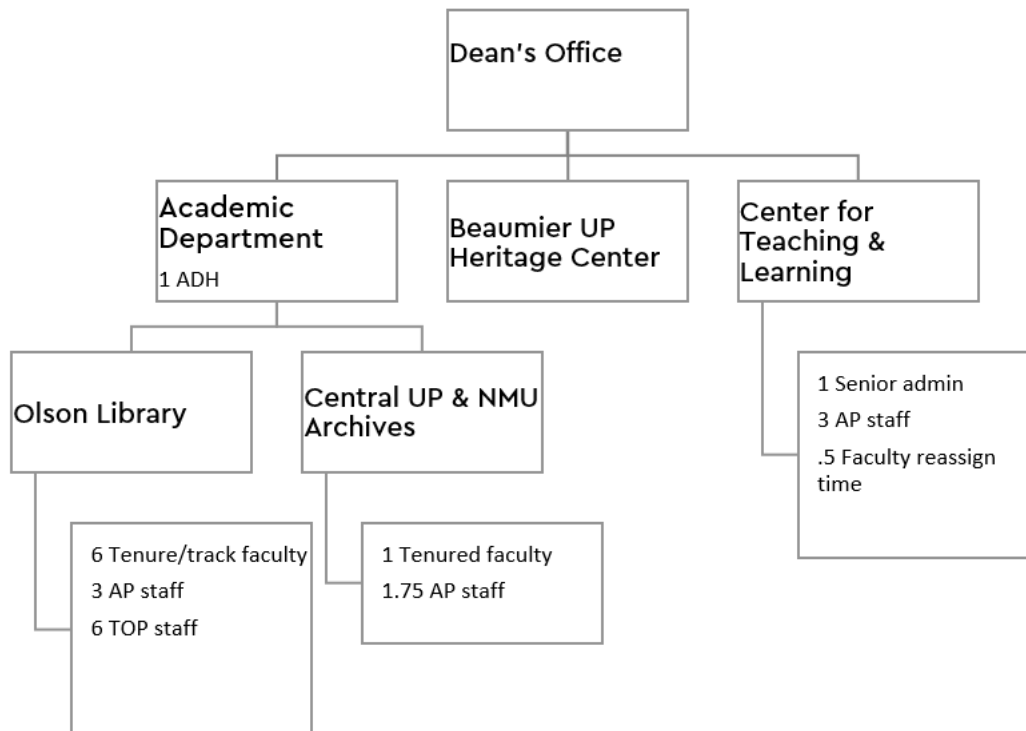 Dean's Office
Academic
Department
1 ADH
Beaumier UP
Heritage Center
Center for
Teaching &
Learning
Olson Library
Central UP & NMU
Archives
1 Senior admin
3 AP staff
.5 Faculty reassign
time
6 Tenure/track faculty
3 AP staff
6 TOP staff
1 Tenured faculty
1.75 AP staff